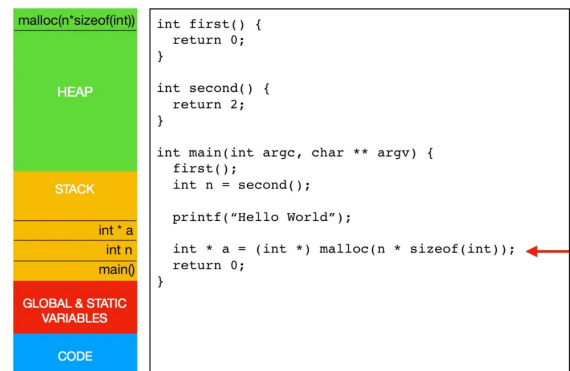 malloc(n*sizeof(int))
HEAP
STACK
int * a
int n
main()
GLOBAL & STATIC
VARIABLES
CODE
int first() {
return 0;
}
int second() {
return 2;
}
int main(int argc, char ** argv) {
first();
int n = second();
printf(“Hello World”);
int * a = (int *) malloc(n * sizeof(int));
return 0;
}